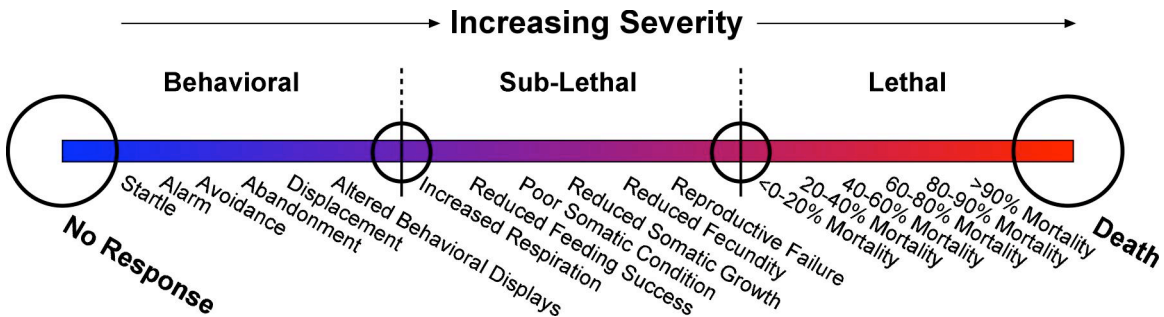 Increasing Severity
Behavioral
Sub-Lethal
Lethal
No Response
Startle
Alarm
Avoidance
Abandonment
Displacement
Altered Behavioral Displays
Increased Respiration
Reduced Feeding Success
Poor Somatic Condition
Reduced Somatic Growth
Reduced Fecundity
Reproductive Failure
<0-20% Mortality
20-40% Mortality
40-60% Mortality
60-80% Mortality
80-90% Mortality
>90% Mortality
Death